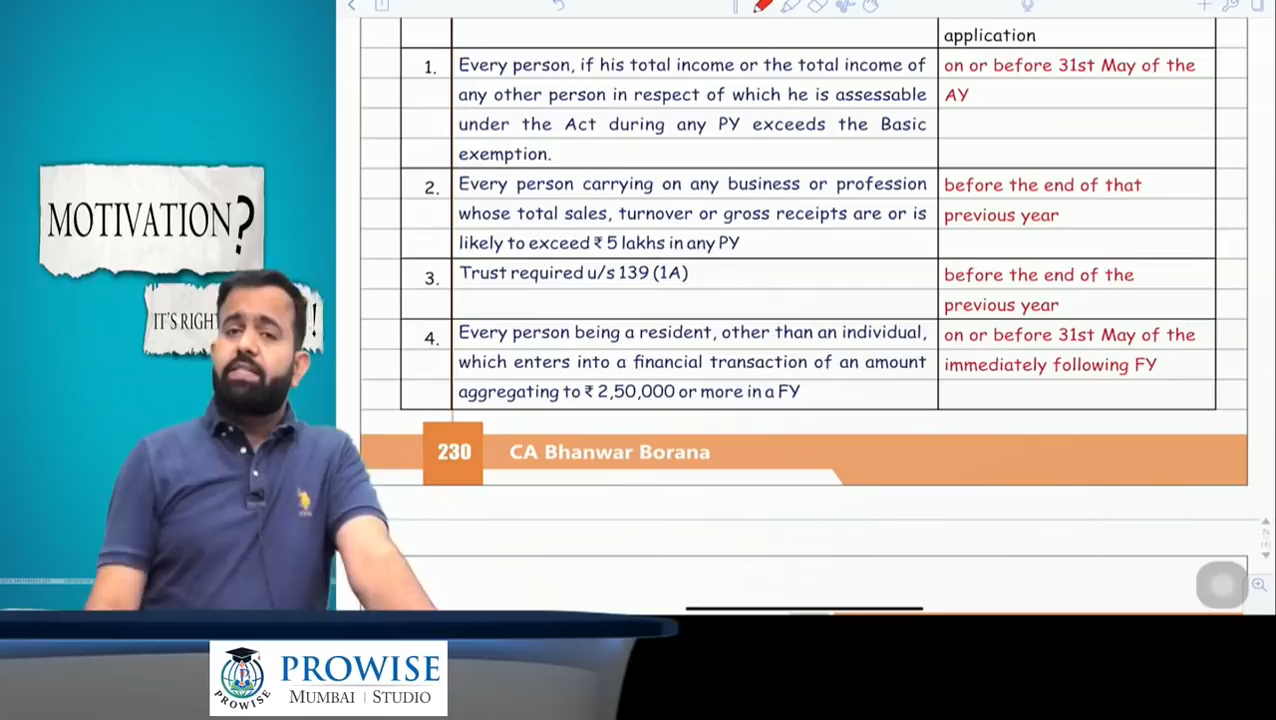 application
1. Every person, if his total income or the total income of
any other person in respect of which he is assessable
under the Act during any PY exceeds the Basic
exemption.
on or before 31st May of the
AY
2. Every person carrying on any business or profession
whose total sales, turnover or gross receipts are or is
likely to exceed ₹ 5 lakhs in any PY
before the end of that
previous year
3. Trust required u/s 139 (1A)
before the end of the
previous year
4. Every person being a resident, other than an individual,
which enters into a financial transaction of an amount
aggregating to ₹ 2,50,000 or more in a FY
on or before 31st May of the
immediately following FY
230 CA Bhanwar Borana
MOTIVATION?
IT'S RIGH
!
PROWISE
PROWISE
MUMBAI | STUDIO